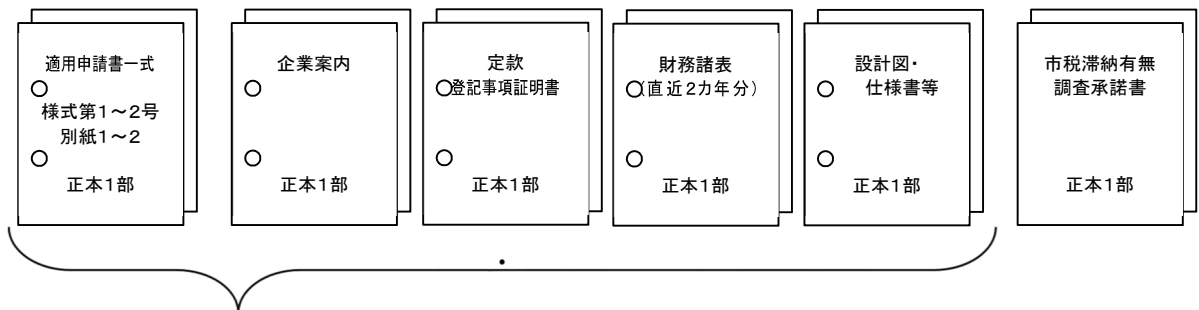 適用申請書一式
様式第１～２号
別紙１～２
正本１部
企業案内
正本１部
定款
登記事項証明書
正本１部
財務諸表
（直近２カ年分）
正本１部
設計図・
仕様書等
正本１部
市税滞納有無
調査承諾書
正本１部